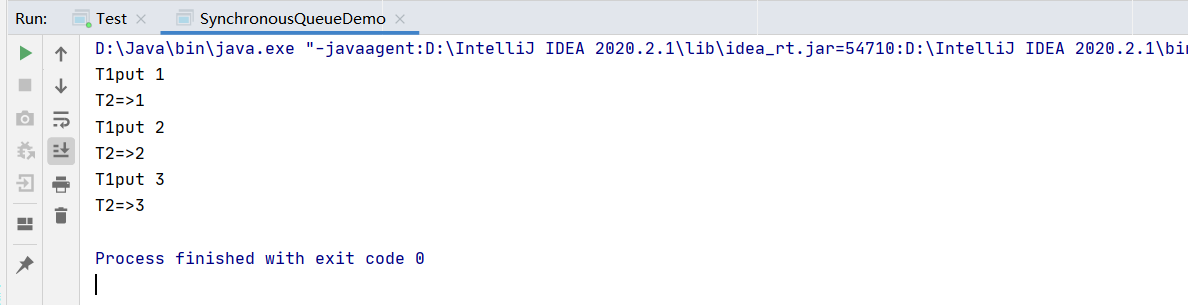 Run: Test SynchronousQueueDemo
D:\Java\bin\java.exe "-javaagent:D:\IntelliJ IDEA 2020.2.1\lib\idea_rt.jar=54710:D:\IntelliJ IDEA 2020.2.1\bin
T1put 1
T2=>1
T1put 2
T2=>2
T1put 3
T2=>3
Process finished with exit code 0